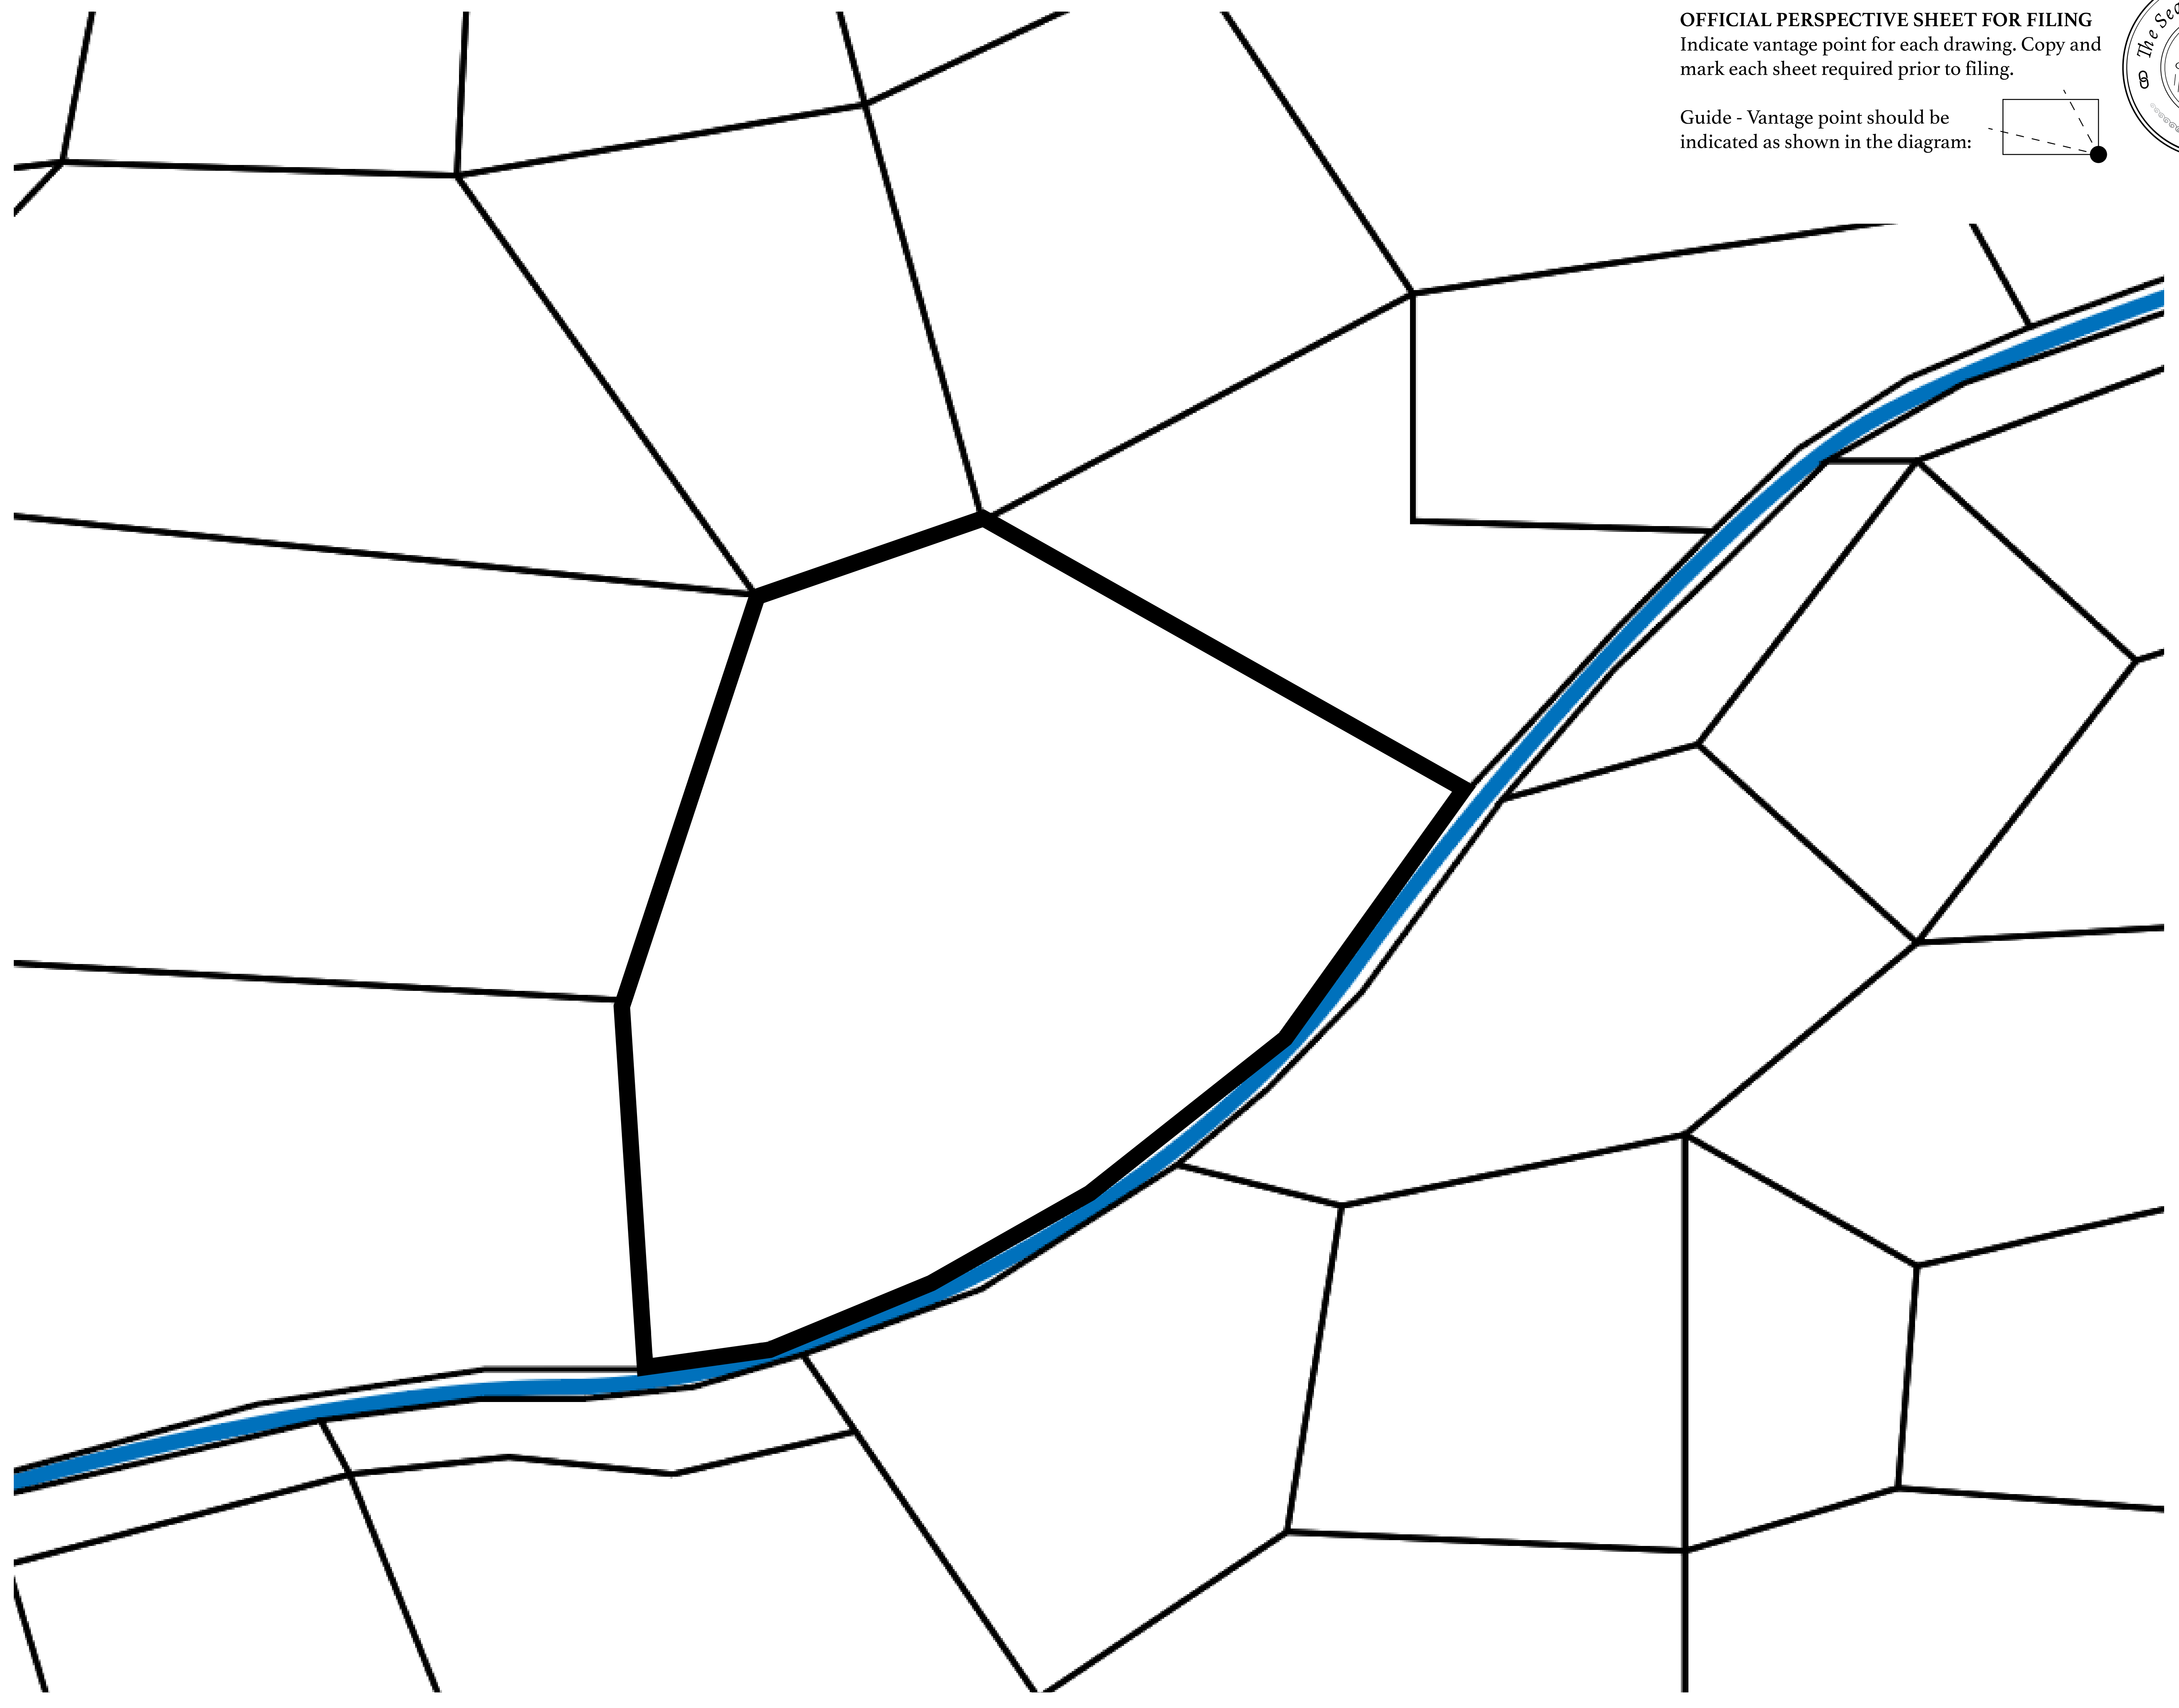 OFFICIAL PERSPECTIVE SHEET FOR FILING
Indicate vantage point for each drawing. Copy and
mark each sheet required prior to filing.
Guide - Vantage point should be
indicated as shown in the diagram:
The